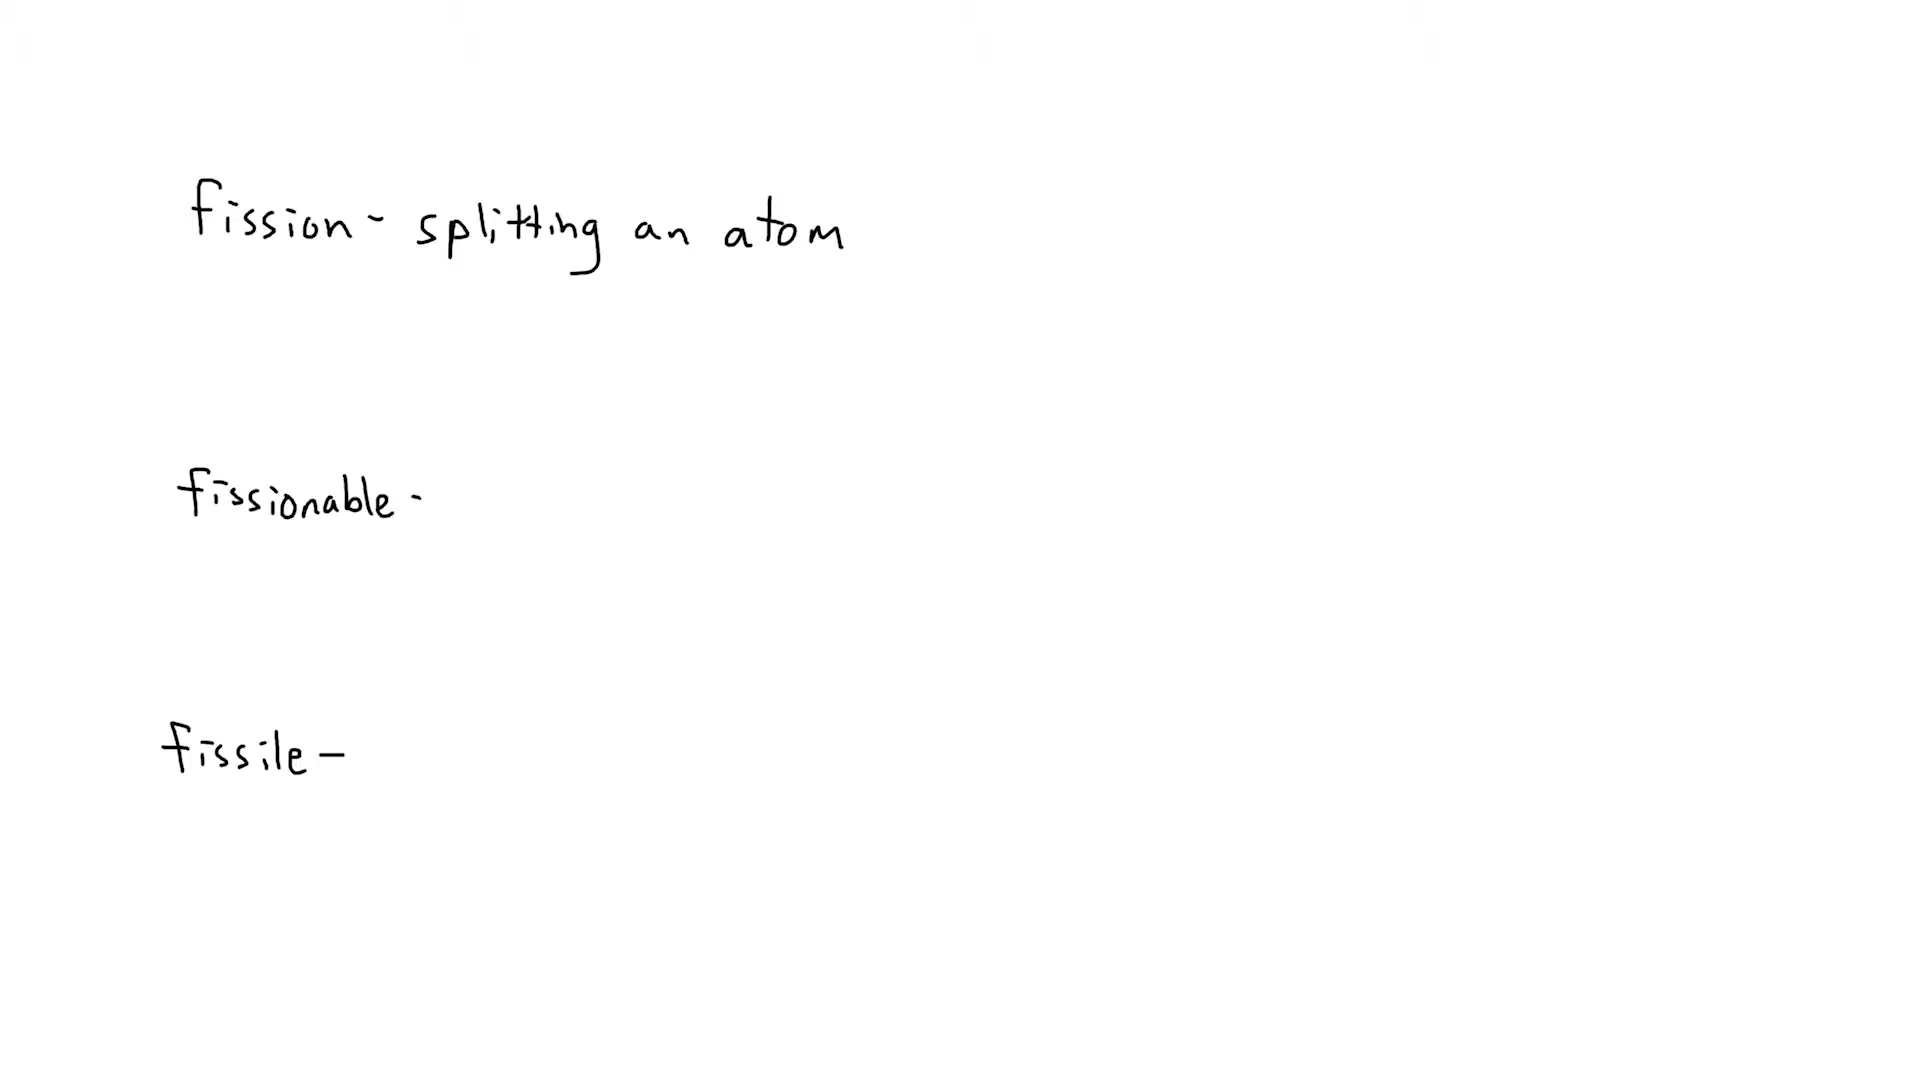 fission - splitting an atom
fissionable -
fissile -